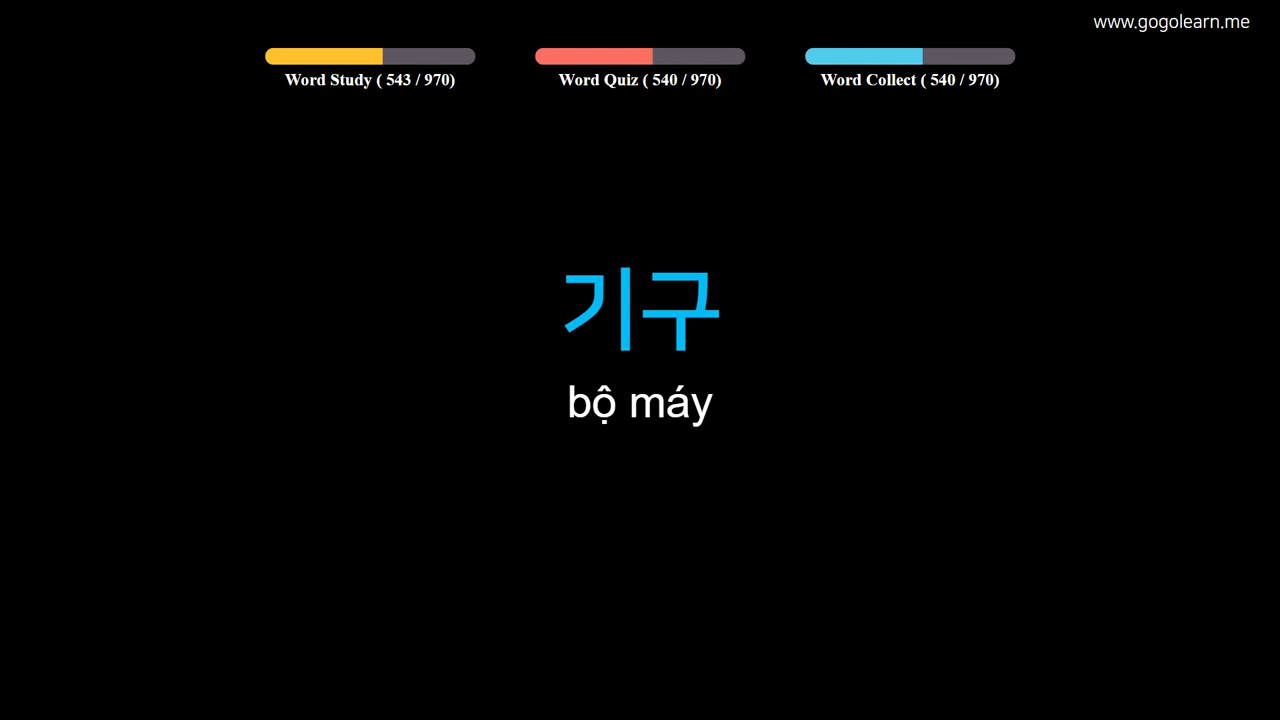 www.gogolearn.me
Word Study ( 543 / 970)
Word Quiz ( 540 / 970)
Word Collect ( 540 / 970)
기구
bộ máy